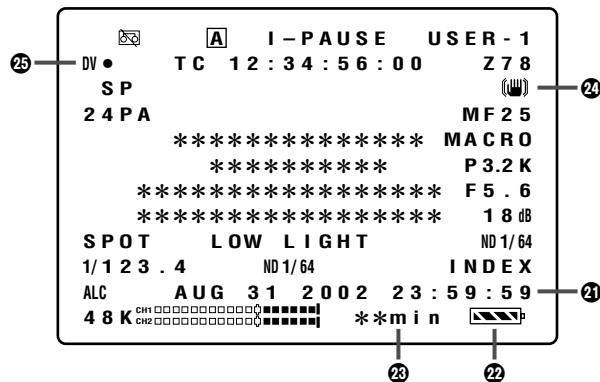 A I–PAUSE USER-1
㉕ DV ● TC 12:34:56:00 Z78
SP ㉔
24PA MF25
************** MACRO
********** P3.2K
***************** F5.6
***************** 18dB
SPOT LOW LIGHT ND1/64
1/123.4 ND1/64 INDEX
ALC AUG 31 2002 23:59:59 ㉑
48K CH1 CH2 **min
㉓ ㉒